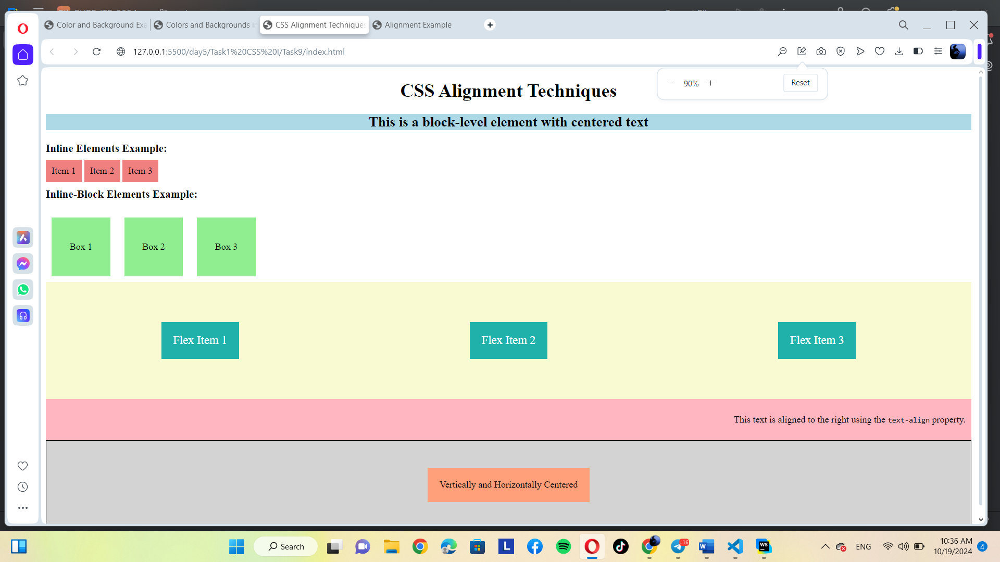 Color and Background Exa
Colors and Backgrounds i
CSS Alignment Techniques
Alignment Example
127.0.0.1:5500/day5/Task1%20CSS%20I/Task9/index.html
90%
Reset
CSS Alignment Techniques
This is a block-level element with centered text
Inline Elements Example:
Item 1 Item 2 Item 3
Inline-Block Elements Example:
Box 1 Box 2 Box 3
Flex Item 1 Flex Item 2 Flex Item 3
This text is aligned to the right using the text-align property.
Vertically and Horizontally Centered
Search
L
W
WS
..16
ENG
10:36 AM
10/19/2024
4